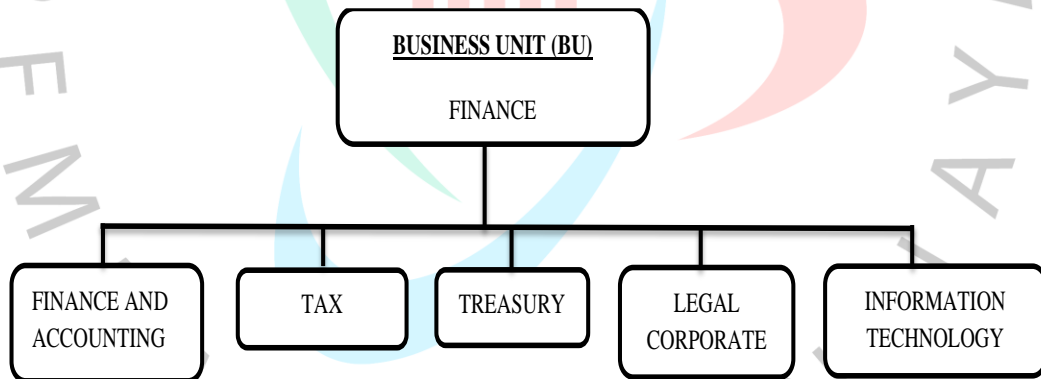 BUSINESS UNIT (BU)
FINANCE
FINANCE AND
ACCOUNTING
TAX
TREASURY
LEGAL
CORPORATE
INFORMATION
TECHNOLOGY